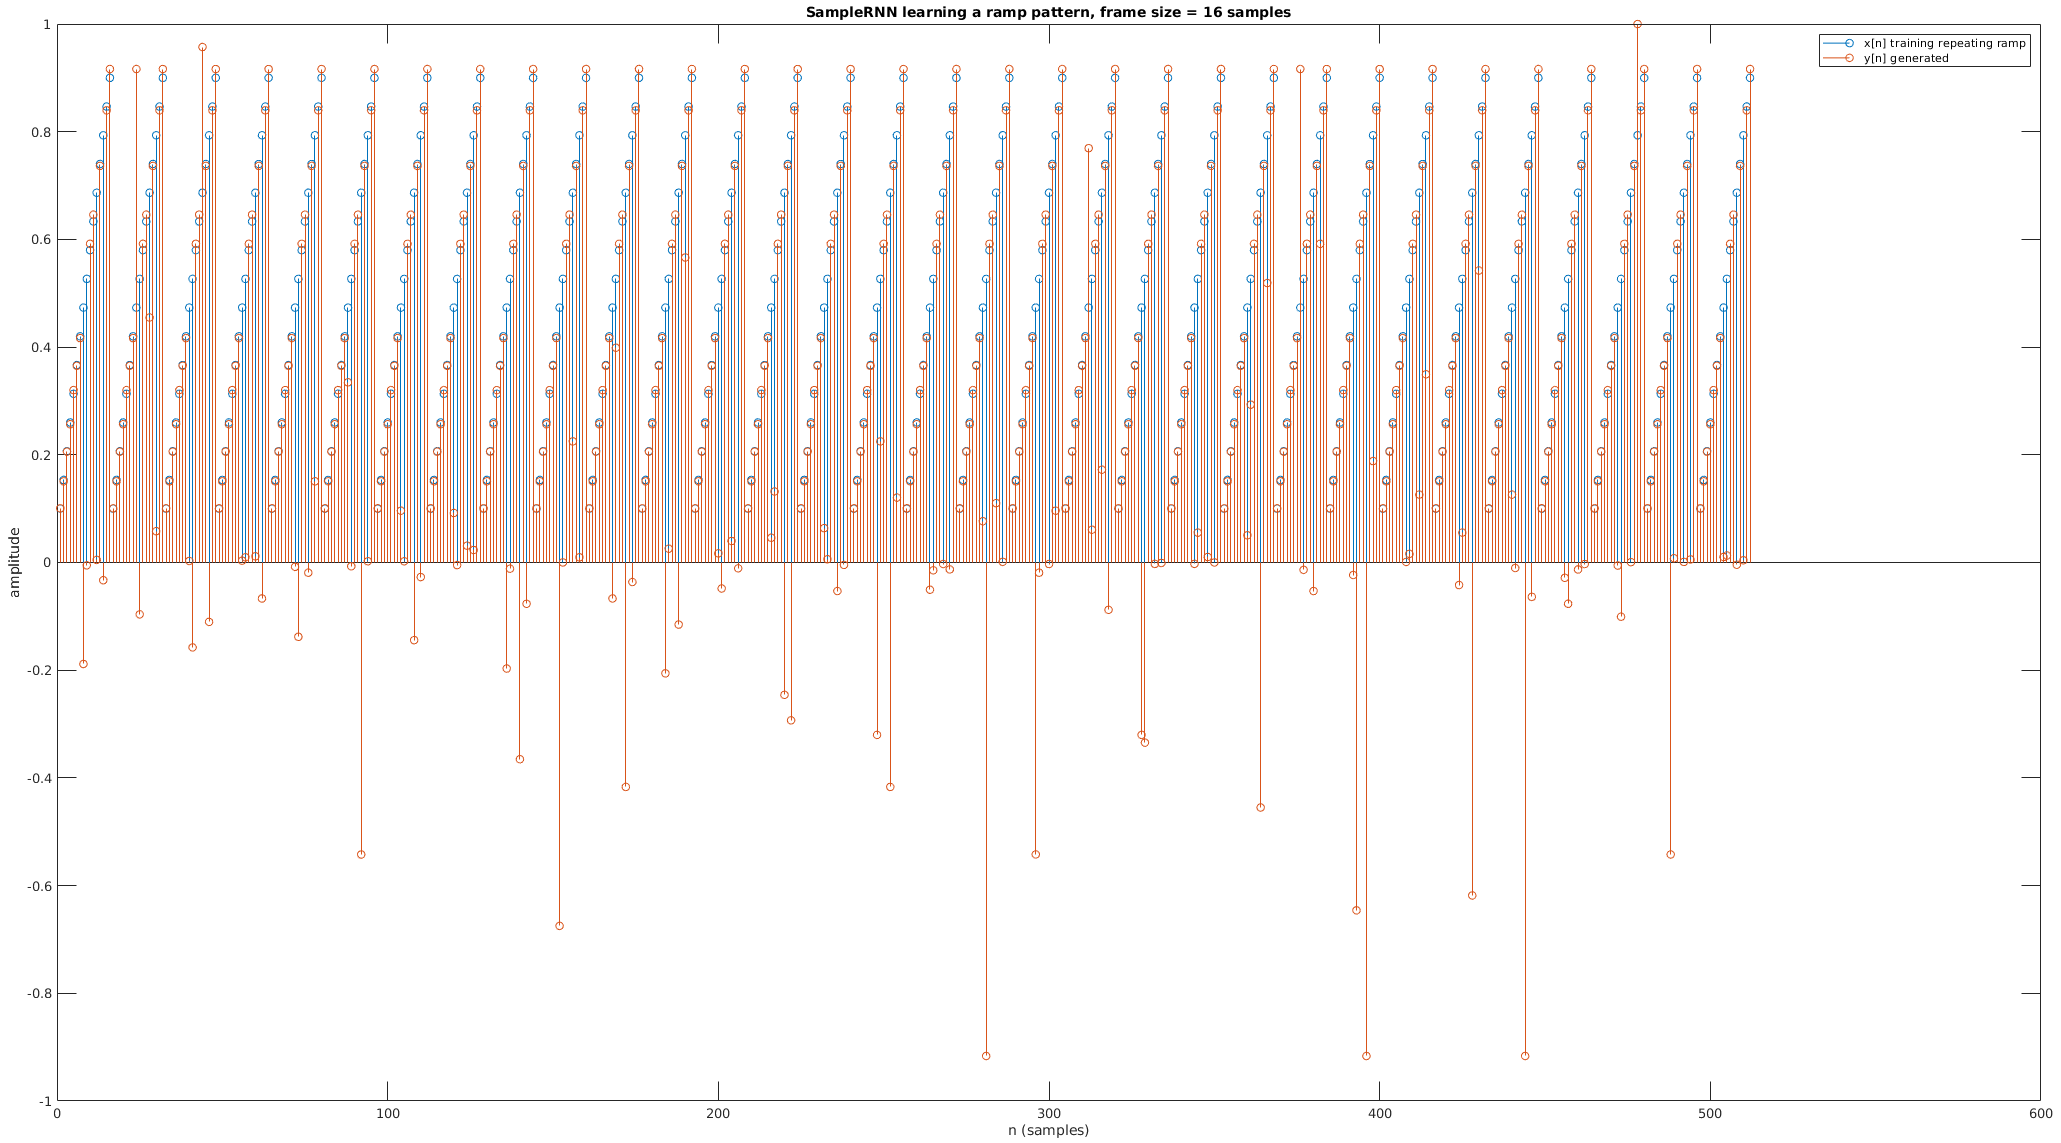 SampleRNN learning a ramp pattern, frame size = 16 samples
x[n] training repeating ramp
y[n] generated
1
0.8
0.6
0.4
0.2
0
-0.2
-0.4
-0.6
-0.8
-1
amplitude
0 100 200 300 400 500 600
n (samples)